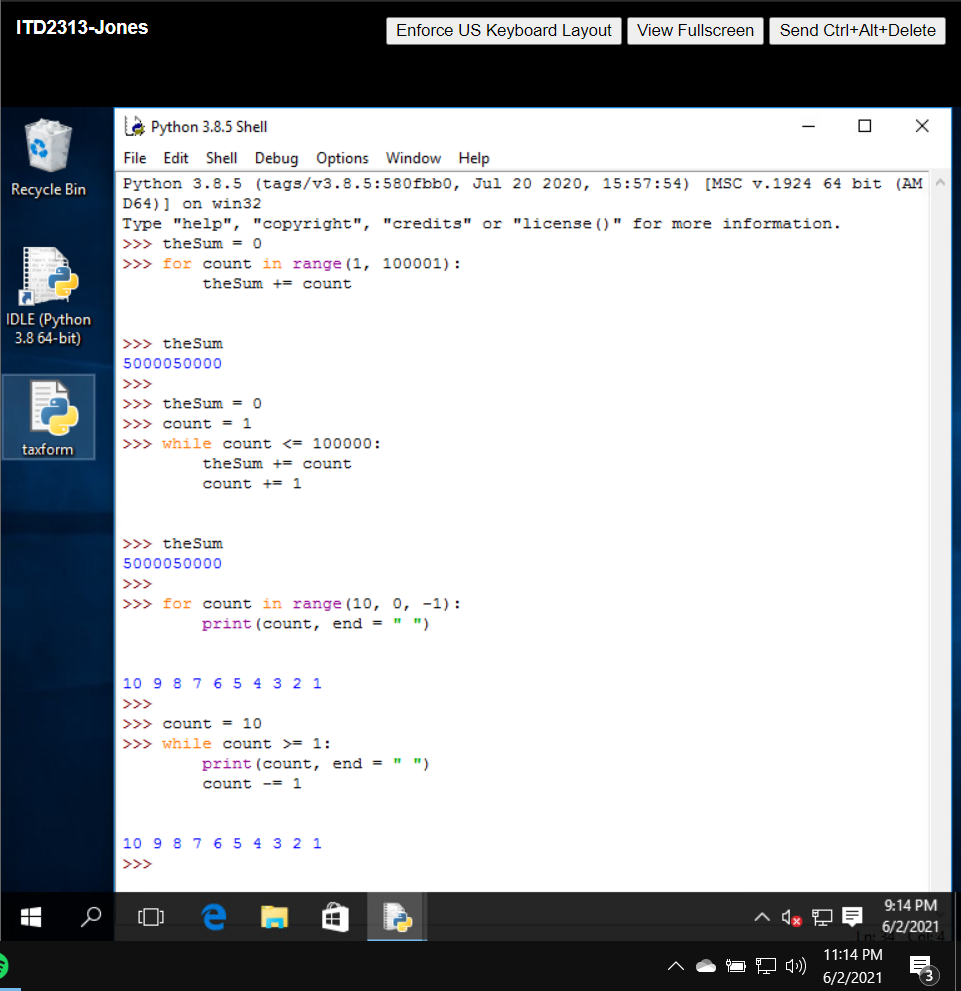 ITD2313-Jones
Enforce US Keyboard Layout
View Fullscreen
Send Ctrl+Alt+Delete
Recycle Bin
IDLE (Python
3.8 64-bit)
taxform
Python 3.8.5 Shell
File Edit Shell Debug Options Window Help
Python 3.8.5 (tags/v3.8.5:580fbb0, Jul 20 2020, 15:57:54) [MSC v.1924 64 bit (AM
D64)] on win32
Type "help", "copyright", "credits" or "license()" for more information.
>>> theSum = 0
>>> for count in range(1, 100001):
        theSum += count
>>> theSum
5000050000
>>>
>>> theSum = 0
>>> count = 1
>>> while count <= 100000:
        theSum += count
        count += 1
>>> theSum
5000050000
>>>
>>> for count in range(10, 0, -1):
        print(count, end = " ")
10 9 8 7 6 5 4 3 2 1
>>>
>>> count = 10
>>> while count >= 1:
        print(count, end = " ")
        count -= 1
10 9 8 7 6 5 4 3 2 1
>>>
9:14 PM
6/2/2021
11:14 PM
6/2/2021
3